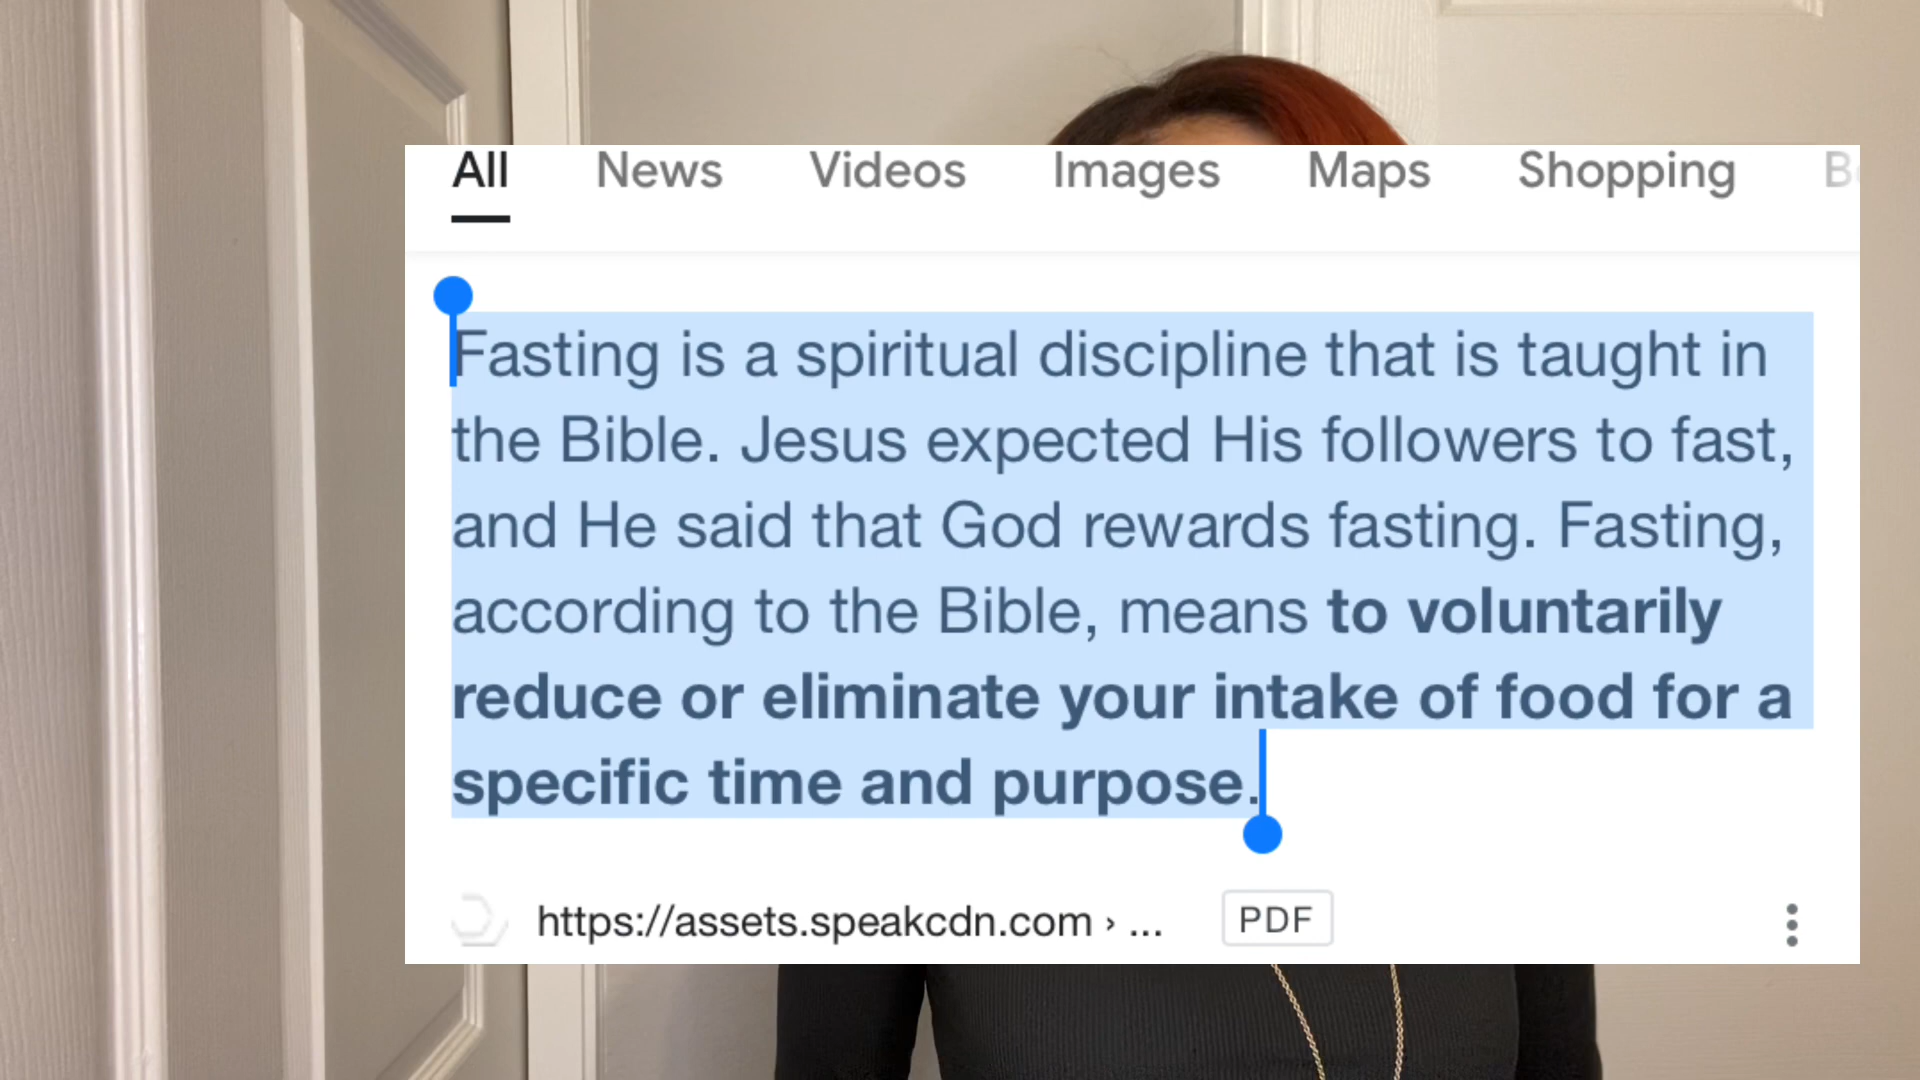 All News Videos Images Maps Shopping
Fasting is a spiritual discipline that is taught in
the Bible. Jesus expected His followers to fast,
and He said that God rewards fasting. Fasting,
according to the Bible, means to voluntarily
reduce or eliminate your intake of food for a
specific time and purpose.
https://assets.speakcdn.com › ... PDF